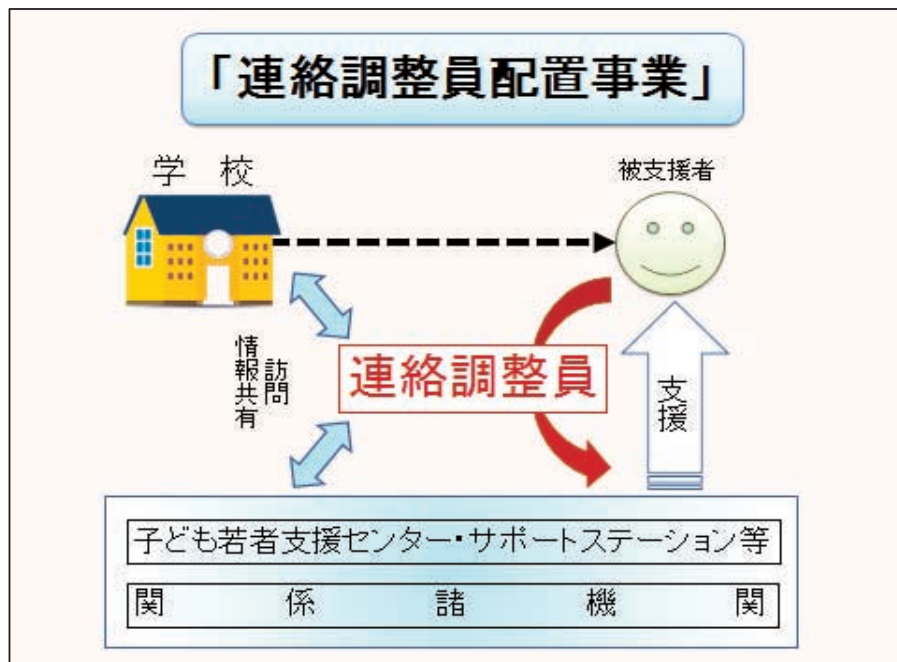 「連絡調整員配置事業」
学校
被支援者
訪問
情報共有
連絡調整員
支援
子ども若者支援センター・サポートステーション等
関係諸機関